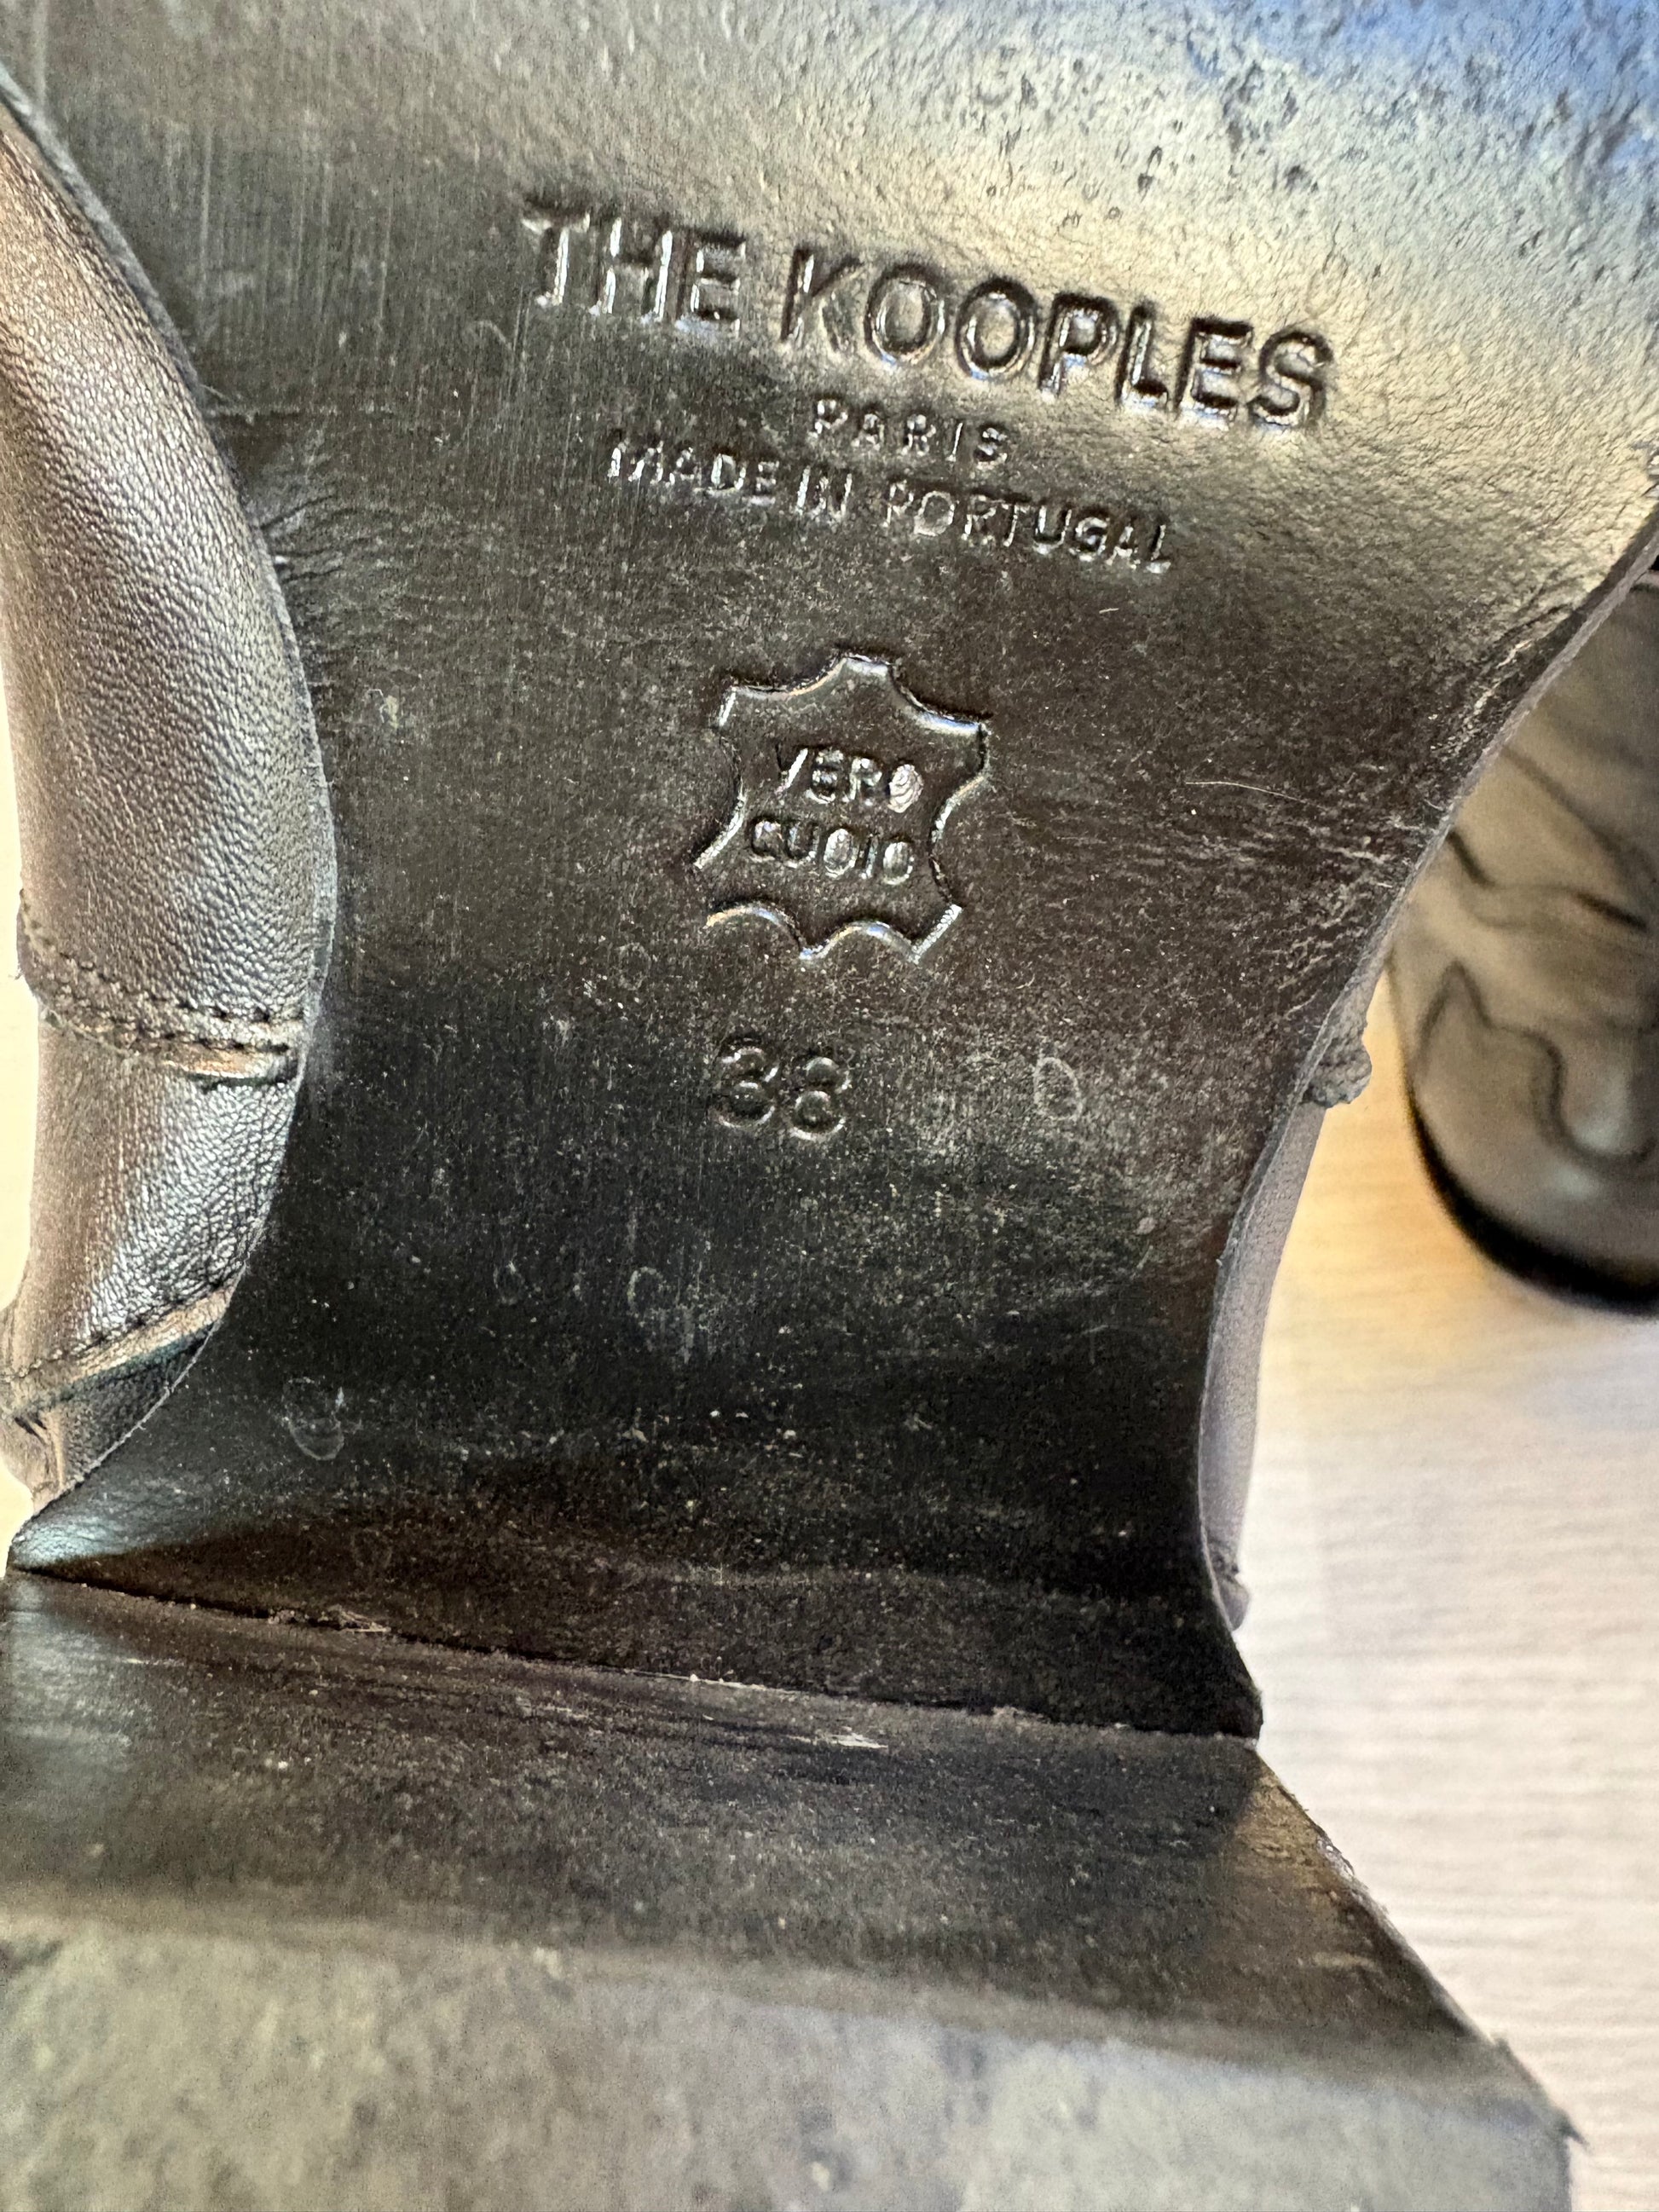 THE KOOPLES
PARIS
MADE IN PORTUGAL
VERO
CUOIO
38